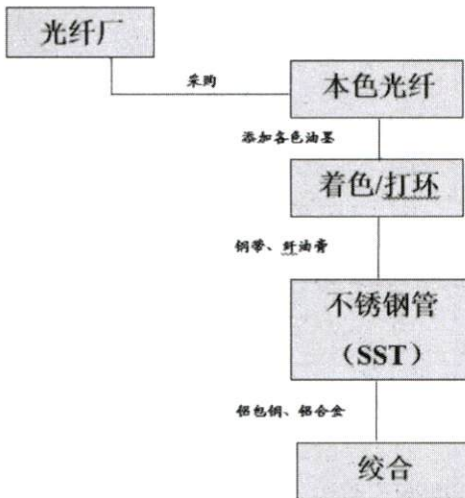 光纤厂
采购
本色光纤
添加各色油墨
着色/打环
钢带、纤油膏
不锈钢管
（SST）
铝包钢、铝合金
绞合